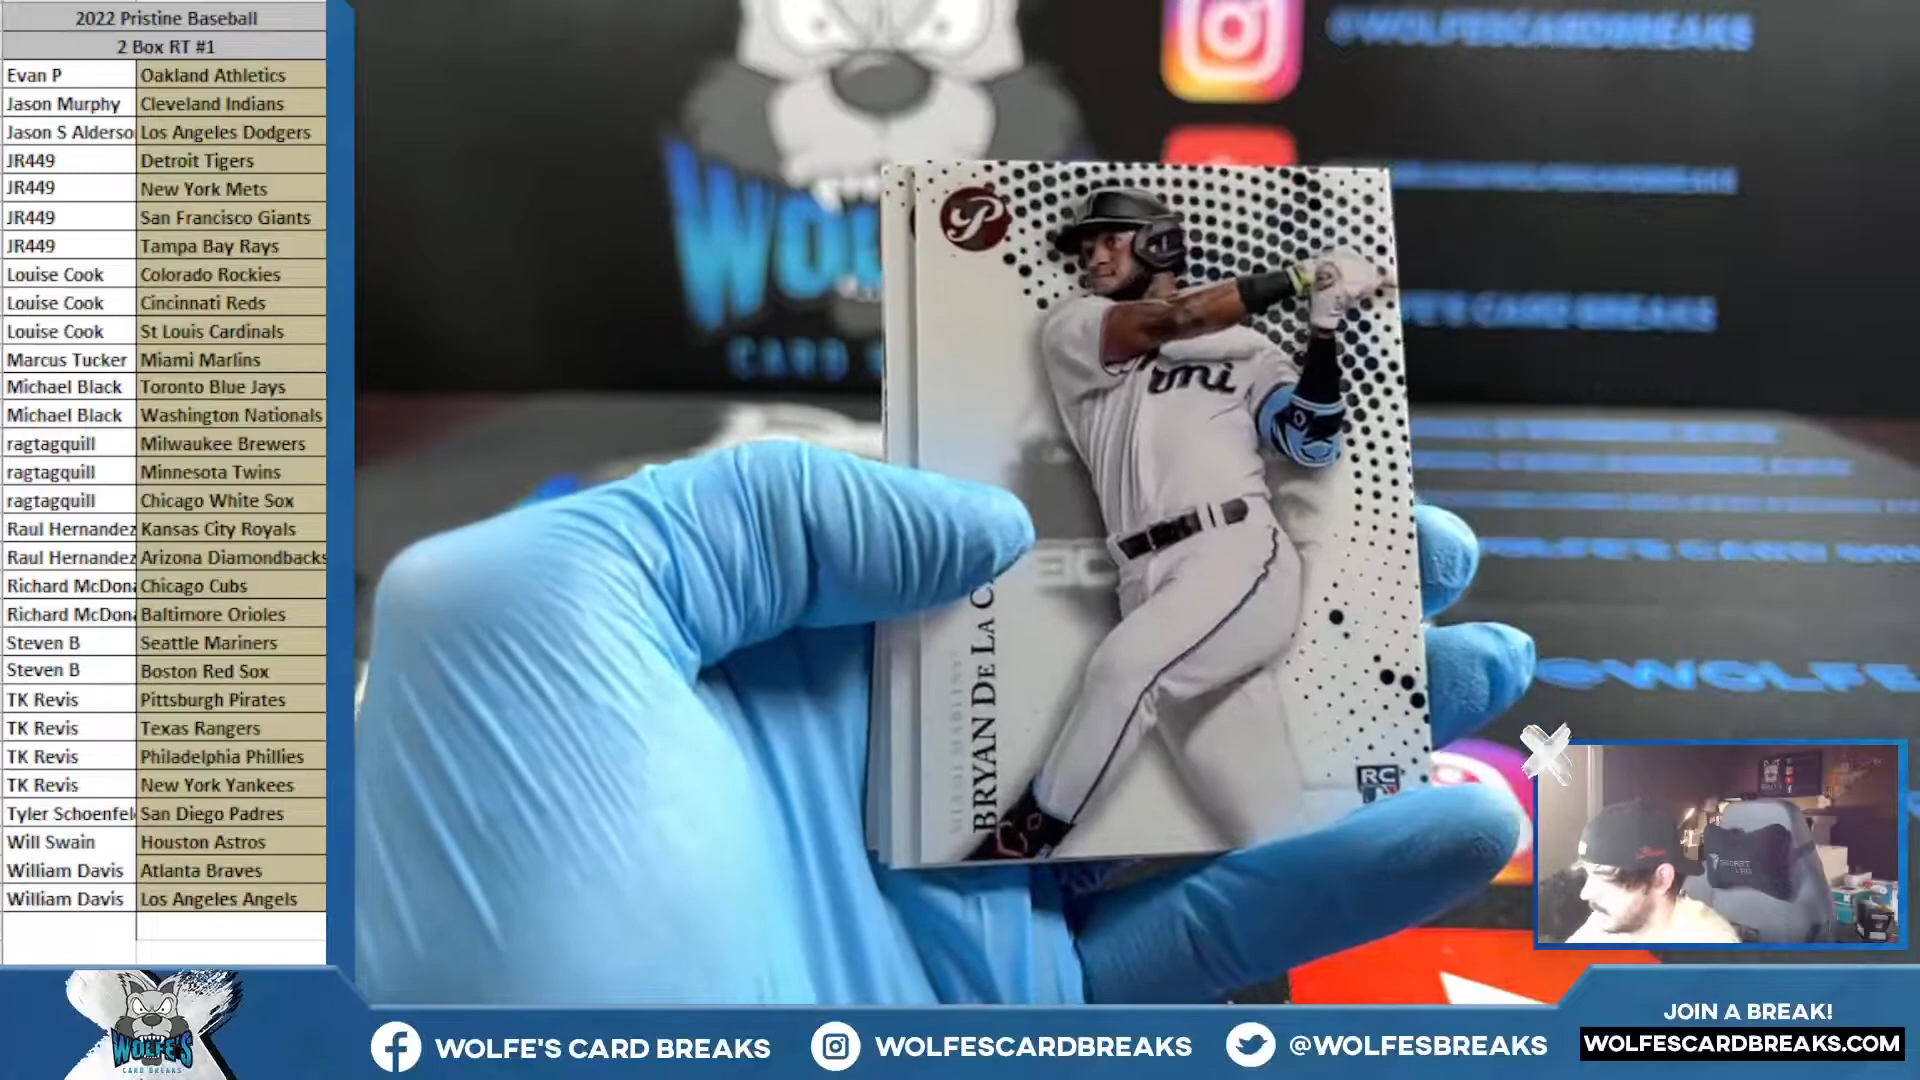 2022 Pristine Baseball
2 Box RT #1
Evan P Oakland Athletics
Jason Murphy Cleveland Indians
Jason S Alderso Los Angeles Dodgers
JR449 Detroit Tigers
JR449 New York Mets
JR449 San Francisco Giants
JR449 Tampa Bay Rays
Louise Cook Colorado Rockies
Louise Cook Cincinnati Reds
Louise Cook St Louis Cardinals
Marcus Tucker Miami Marlins
Michael Black Toronto Blue Jays
Michael Black Washington Nationals
ragtagquill Milwaukee Brewers
ragtagquill Minnesota Twins
ragtagquill Chicago White Sox
Raul Hernandez Kansas City Royals
Raul Hernandez Arizona Diamondbacks
Richard McDona Chicago Cubs
Richard McDona Baltimore Orioles
Steven B Seattle Mariners
Steven B Boston Red Sox
TK Revis Pittsburgh Pirates
TK Revis Texas Rangers
TK Revis Philadelphia Phillies
TK Revis New York Yankees
Tyler Schoenfel San Diego Padres
Will Swain Houston Astros
William Davis Atlanta Braves
William Davis Los Angeles Angels
@WOLFESCARDBREAKS
WOLFE'S
CARD
P
MIAMI MARLINS
BRYAN DE LA C
RC
@WOLFE
WOLFE'S
CARD BREAKS
WOLFE'S CARD BREAKS
WOLFESCARDBREAKS
@WOLFESBREAKS
JOIN A BREAK!
WOLFESCARDBREAKS.COM